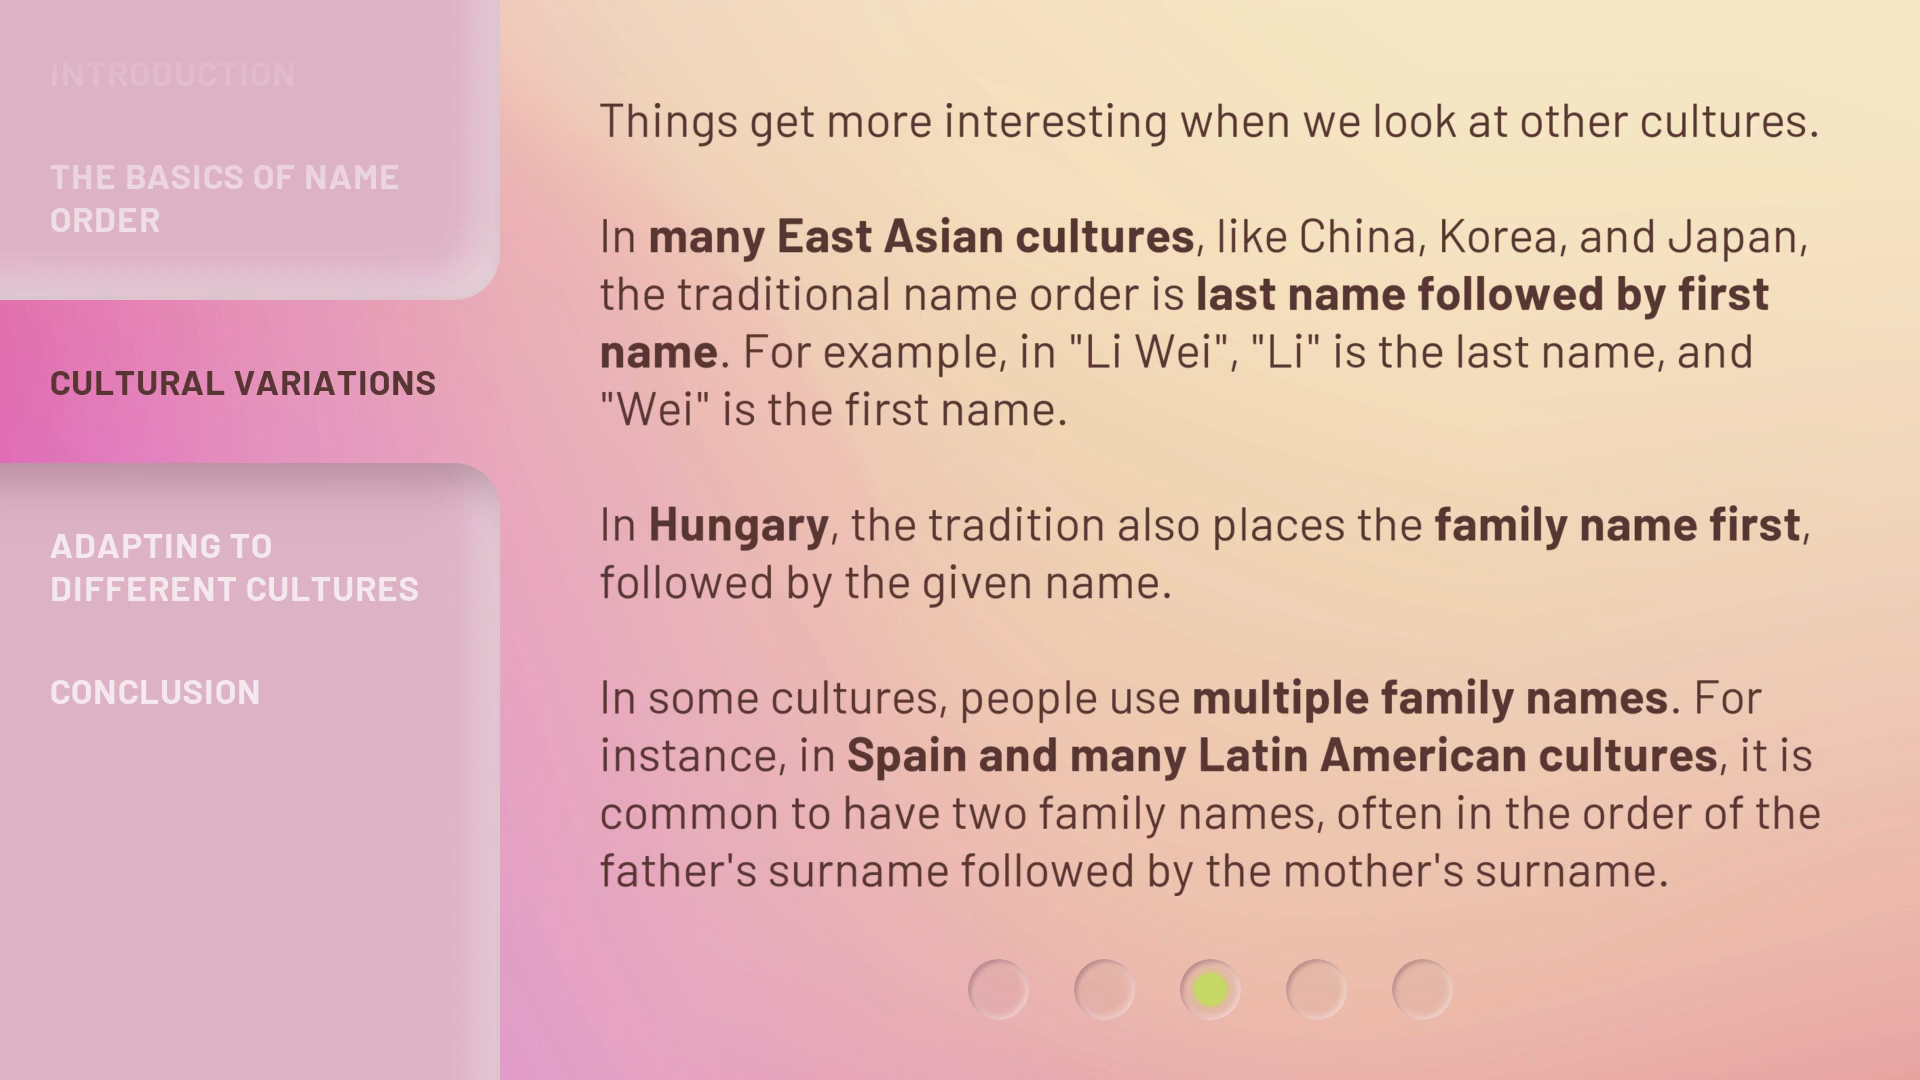 INTRODUCTION
THE BASICS OF NAME
ORDER
CULTURAL VARIATIONS
ADAPTING TO
DIFFERENT CULTURES
CONCLUSION
Things get more interesting when we look at other cultures.
In many East Asian cultures, like China, Korea, and Japan,
the traditional name order is last name followed by first
name. For example, in "Li Wei", "Li" is the last name, and
"Wei" is the first name.
In Hungary, the tradition also places the family name first,
followed by the given name.
In some cultures, people use multiple family names. For
instance, in Spain and many Latin American cultures, it is
common to have two family names, often in the order of the
father's surname followed by the mother's surname.